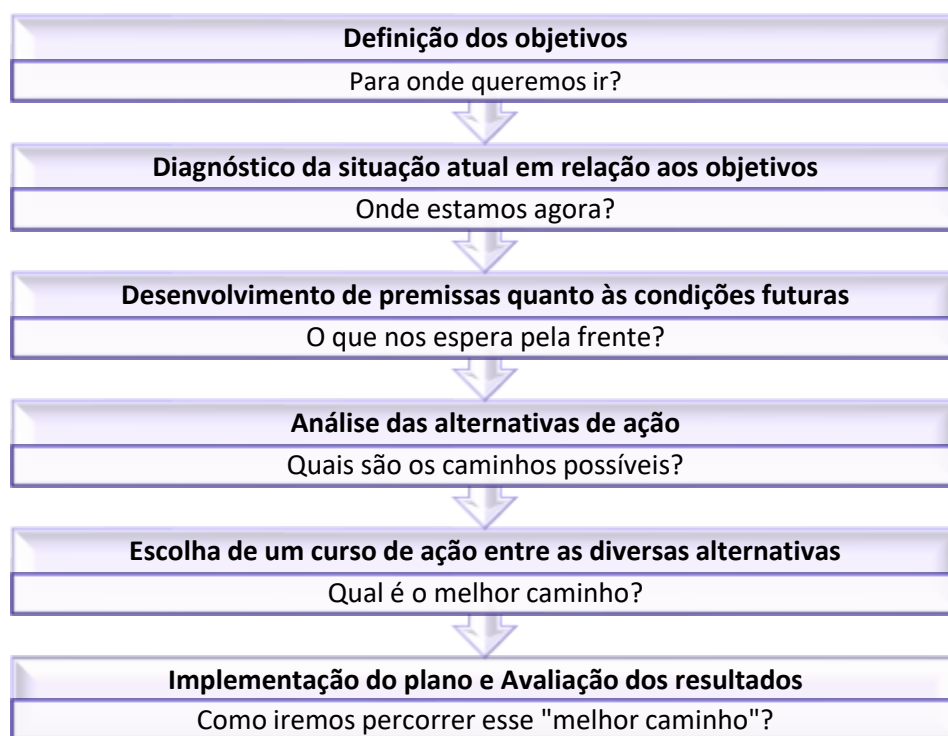 Definição dos objetivos
Para onde queremos ir?
Diagnóstico da situação atual em relação aos objetivos
Onde estamos agora?
Desenvolvimento de premissas quanto às condições futuras
O que nos espera pela frente?
Análise das alternativas de ação
Quais são os caminhos possíveis?
Escolha de um curso de ação entre as diversas alternativas
Qual é o melhor caminho?
Implementação do plano e Avaliação dos resultados
Como iremos percorrer esse "melhor caminho"?